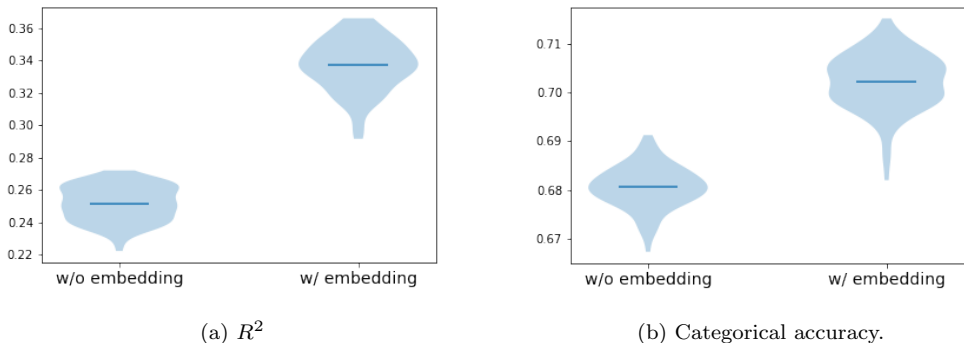 0.36
0.34
0.32
0.30
0.28
0.26
0.24
0.22
w/o embedding
w/ embedding
(a) R²
0.71
0.70
0.69
0.68
0.67
w/o embedding
w/ embedding
(b) Categorical accuracy.